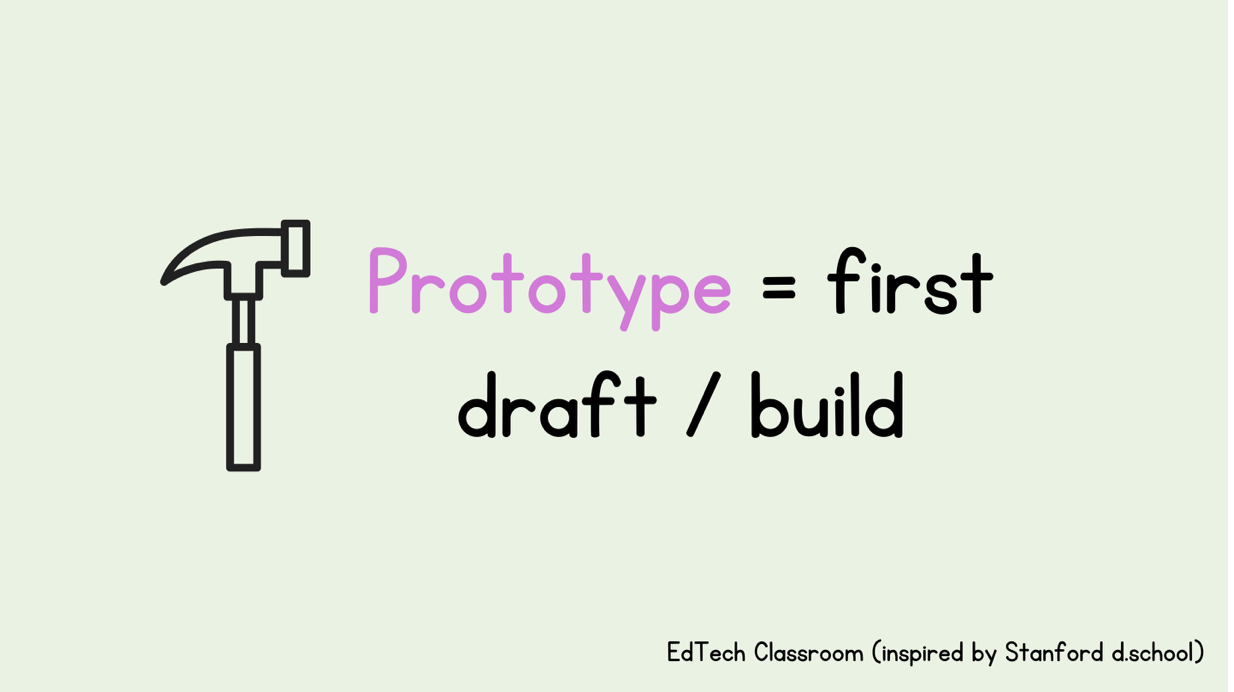 Prototype = first
draft / build
EdTech Classroom (inspired by Stanford d.school)